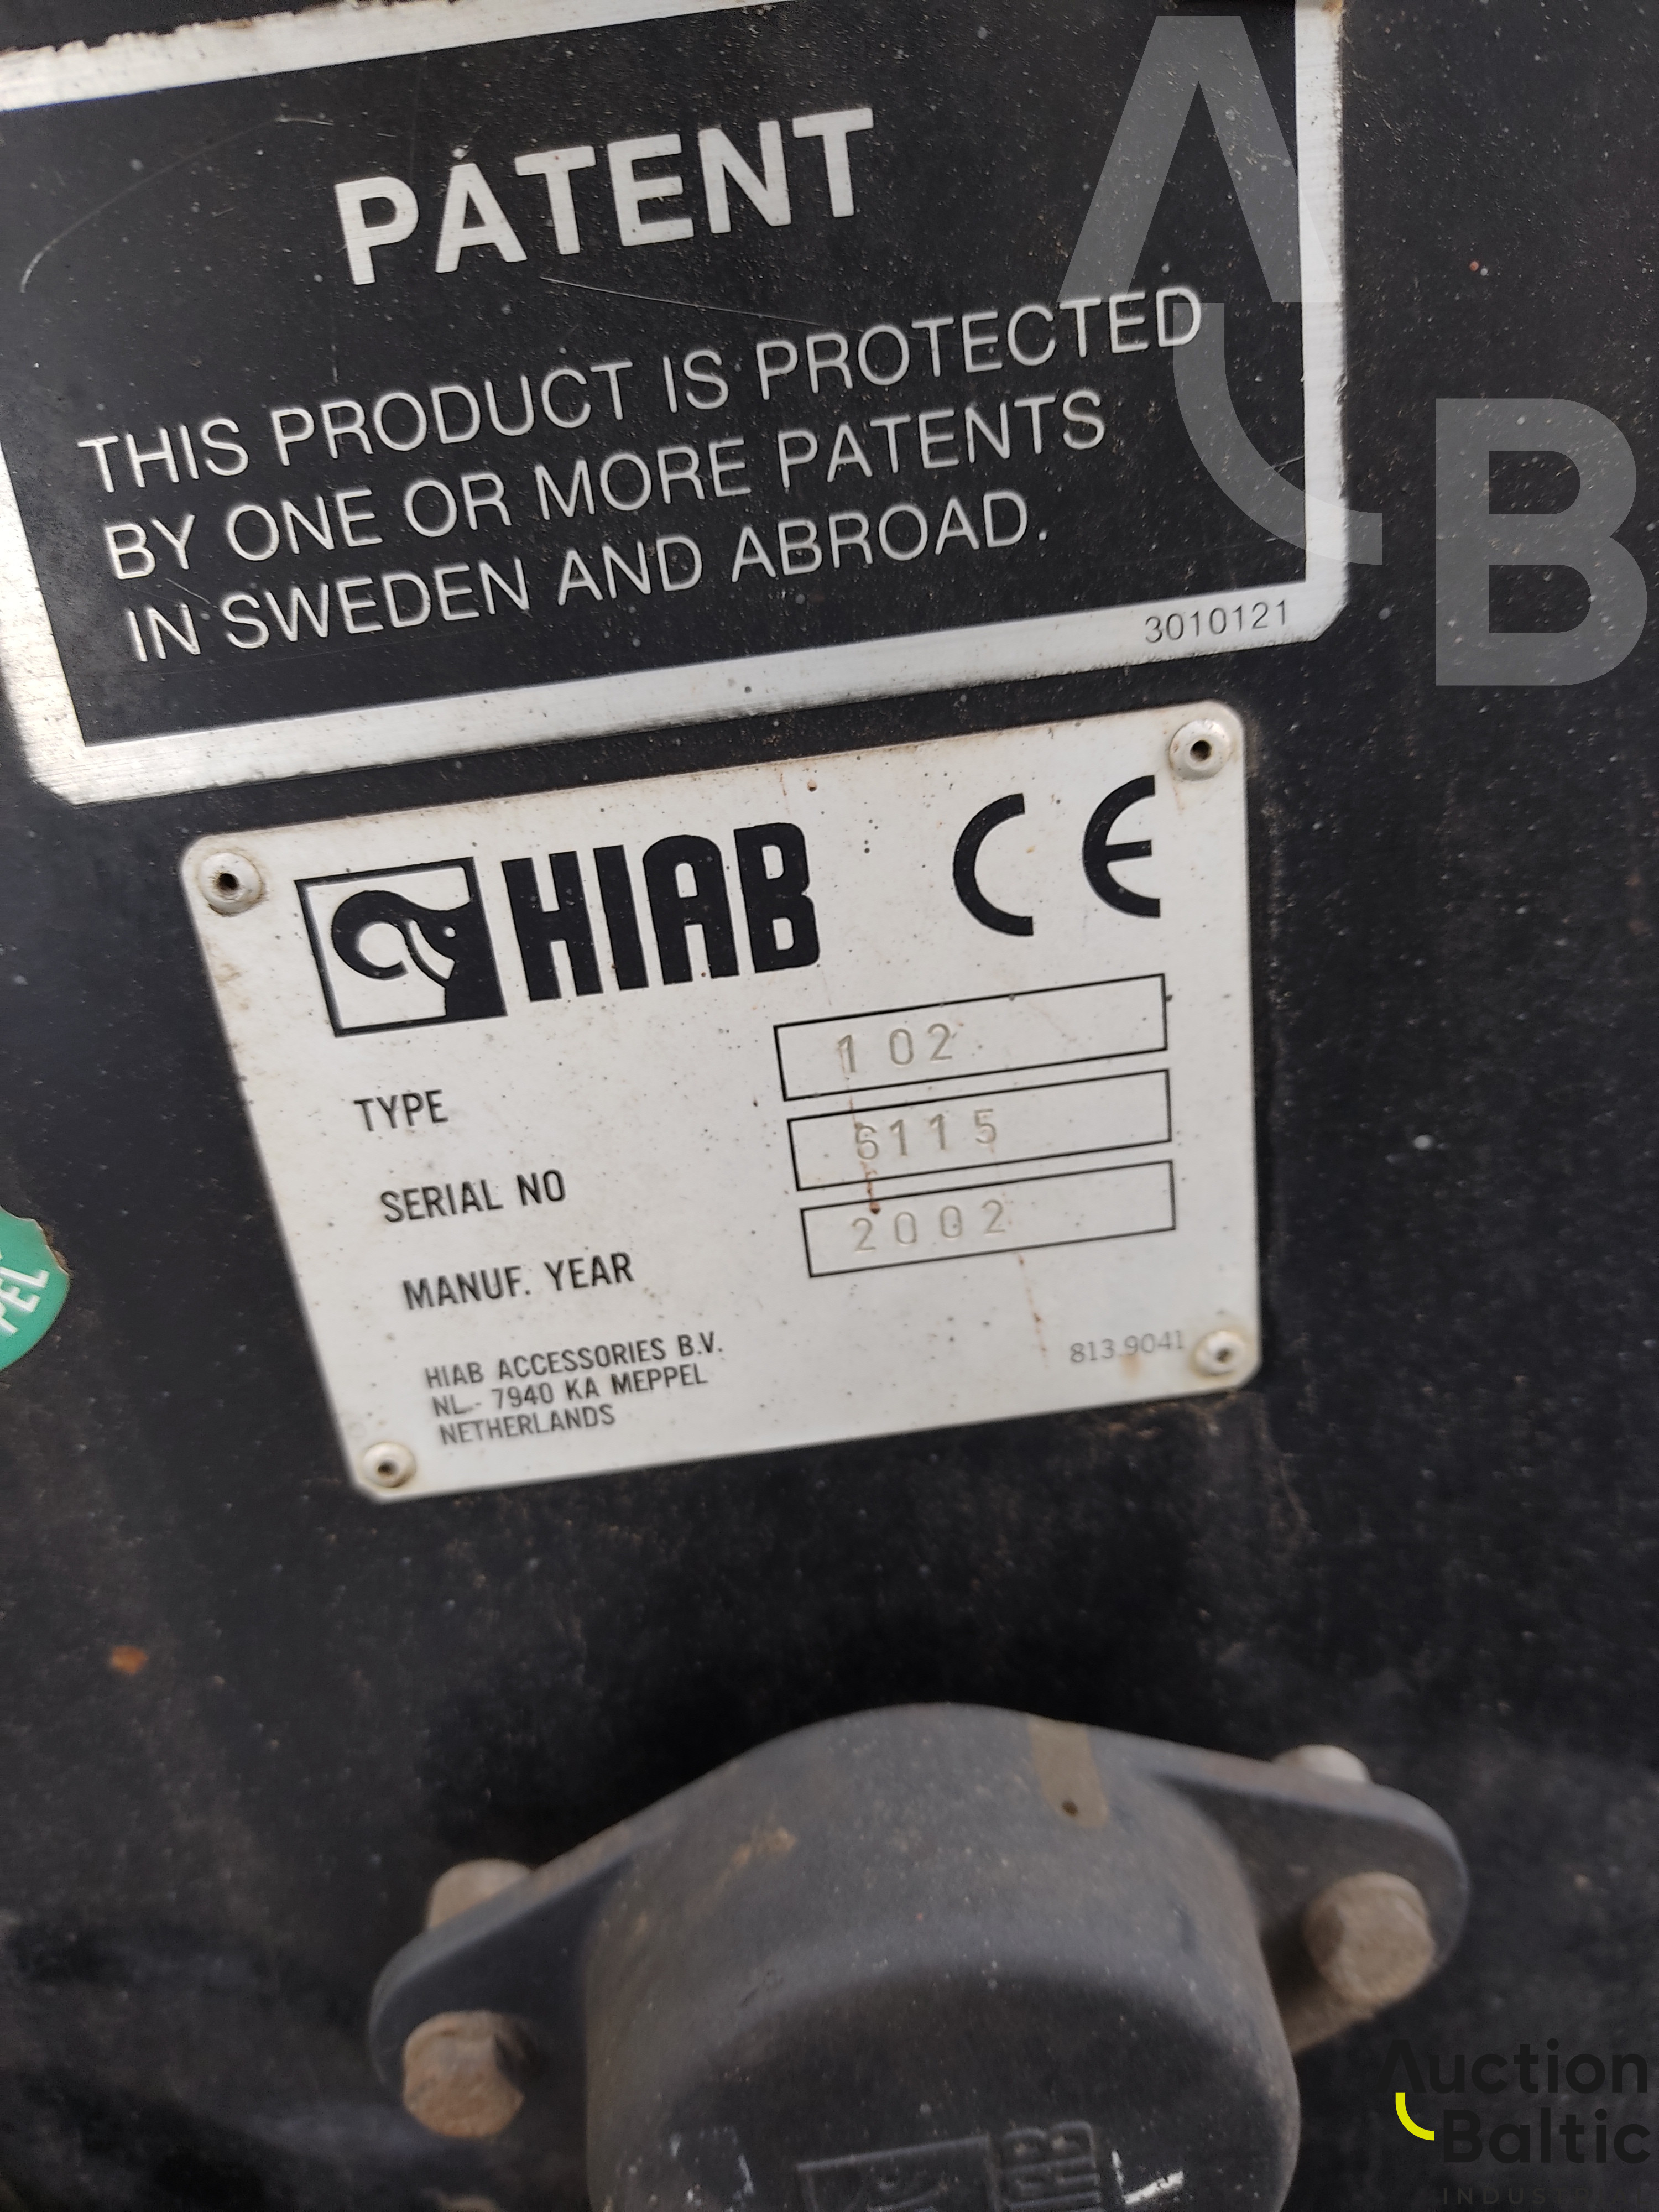 PATENT
THIS PRODUCT IS PROTECTED
BY ONE OR MORE PATENTS
IN SWEDEN AND ABROAD.
3010121
HIAB CE
TYPE 102
SERIAL NO 6115
MANUF. YEAR 2002
HIAB ACCESSORIES B.V.
NL.- 7940 KA MEPPEL
NETHERLANDS
813.9041
PEL
A
B
Auction
Baltic